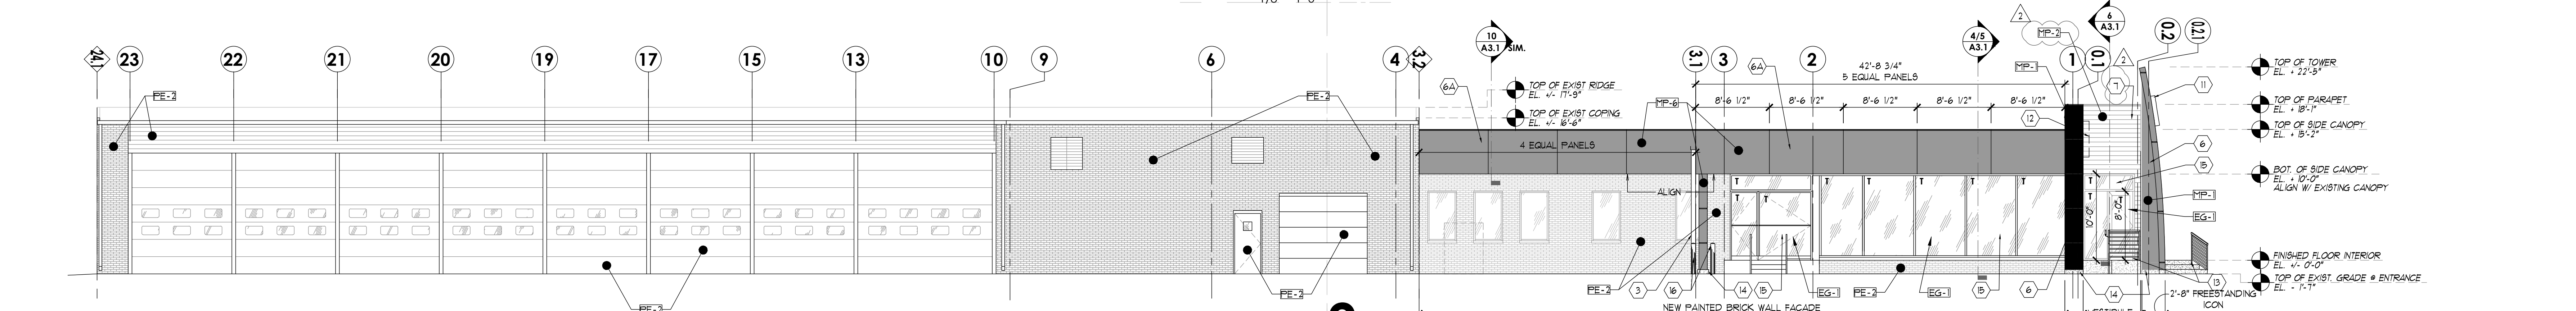 24.1
23
22
21
20
19
17
15
13
10
9
6
4
3.2
10
A3.1
SIM.
3.1
3
2
4/5
A3.1
1
0.1
6
A3.1
0.2
0.2.1
2
MP-2
2
MP-1
7
11
12
6A
6A
42'-8 3/4"
5 EQUAL PANELS
8'-6 1/2"
8'-6 1/2"
8'-6 1/2"
8'-6 1/2"
8'-6 1/2"
TOP OF EXIST RIDGE
EL. +/- 17'-9"
TOP OF EXIST COPING
EL. +/- 16'-6"
MP-6
4 EQUAL PANELS
ALIGN
PE-2
PE-2
PE-2
PE-2
PE-2
3
16
14
15
EG-1
PE-2
EG-1
15
6
14
13
T
T
T
T
T
T
T
T
T
T
T
10'-0"
8'-0"
6
15
MP-1
EG-1
TOP OF TOWER
EL. + 22'-5"
TOP OF PARAPET
EL. + 18'-1"
TOP OF SIDE CANOPY
EL. + 15'-2"
BOT. OF SIDE CANOPY
EL. + 10'-0"
ALIGN W/ EXISTING CANOPY
FINISHED FLOOR INTERIOR
EL. +/- 0'-0"
TOP OF EXIST. GRADE @ ENTRANCE
EL. - 1'-7"
2'-8" FREESTANDING
ICON
NEW PAINTED BRICK WALL FACADE